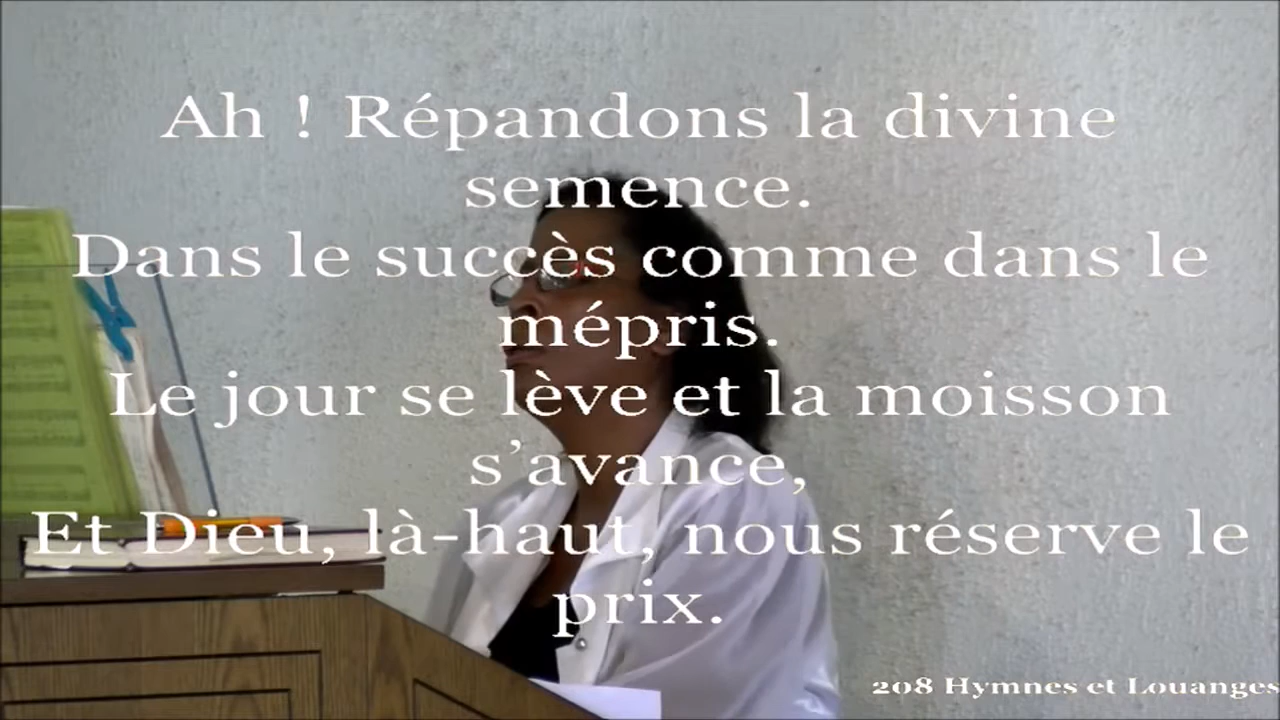 Ah ! Répandons la divine
semence.
Dans le succès comme dans le
mépris.
Le jour se lève et la moisson
s’avance,
Et Dieu, là-haut, nous réserve le
prix.
208 Hymnes et Louanges